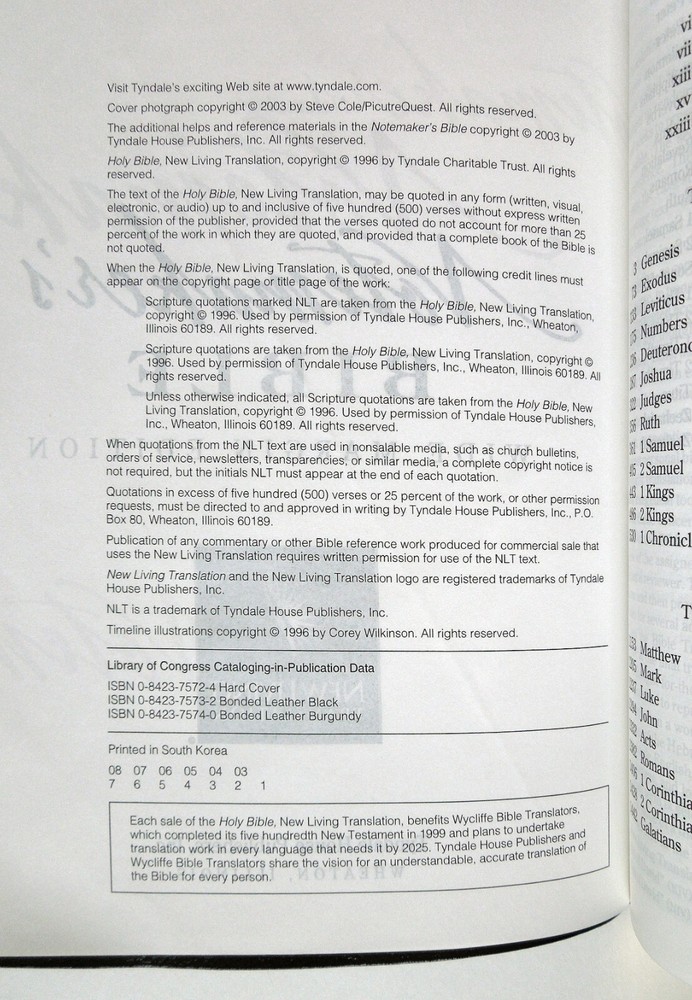 Visit Tyndale's exciting Web site at www.tyndale.com.
Cover photgraph copyright © 2003 by Steve Cole/PicutreQuest. All rights reserved.
The additional helps and reference materials in the Notemaker's Bible copyright © 2003 by
Tyndale House Publishers, Inc. All rights reserved.
Holy Bible, New Living Translation, copyright © 1996 by Tyndale Charitable Trust. All rights
reserved.
The text of the Holy Bible, New Living Translation, may be quoted in any form (written, visual,
electronic, or audio) up to and inclusive of five hundred (500) verses without express written
permission of the publisher, provided that the verses quoted do not account for more than 25
percent of the work in which they are quoted, and provided that a complete book of the Bible is
not quoted.
When the Holy Bible, New Living Translation, is quoted, one of the following credit lines must
appear on the copyright page or title page of the work:
Scripture quotations marked NLT are taken from the Holy Bible, New Living Translation,
copyright © 1996. Used by permission of Tyndale House Publishers, Inc., Wheaton,
Illinois 60189. All rights reserved.
Scripture quotations are taken from the Holy Bible, New Living Translation, copyright ©
1996. Used by permission of Tyndale House Publishers, Inc., Wheaton, Illinois 60189. All
rights reserved.
Unless otherwise indicated, all Scripture quotations are taken from the Holy Bible, New
Living Translation, copyright © 1996. Used by permission of Tyndale House Publishers,
Inc., Wheaton, Illinois 60189. All rights reserved.
When quotations from the NLT text are used in nonsalable media, such as church bulletins,
orders of service, newsletters, transparencies, or similar media, a complete copyright notice is
not required, but the initials NLT must appear at the end of each quotation.
Quotations in excess of five hundred (500) verses or 25 percent of the work, or other permission
requests, must be directed to and approved in writing by Tyndale House Publishers, Inc., P.O.
Box 80, Wheaton, Illinois 60189.
Publication of any commentary or other Bible reference work produced for commercial sale that
uses the New Living Translation requires written permission for use of the NLT text.
New Living Translation and the New Living Translation logo are registered trademarks of Tyndale
House Publishers, Inc.
NLT is a trademark of Tyndale House Publishers, Inc.
Timeline illustrations copyright © 1996 by Corey Wilkinson. All rights reserved.
Library of Congress Cataloging-in-Publication Data
ISBN 0-8423-7572-4 Hard Cover
ISBN 0-8423-7573-2 Bonded Leather Black
ISBN 0-8423-7574-0 Bonded Leather Burgundy
Printed in South Korea
08 07 06 05 04 03
7 6 5 4 3 2 1
Each sale of the Holy Bible, New Living Translation, benefits Wycliffe Bible Translators,
which completed its five hundredth New Testament in 1999 and plans to undertake
translation work in every language that needs it by 2025. Tyndale House Publishers and
Wycliffe Bible Translators share the vision for an understandable, accurate translation of
the Bible for every person.
vi
vii
xiii
xv
xxiii
3 Genesis
Exodus
Leviticus
Numbers
Joshua
Judges
Ruth
1 Samuel
2 Samuel
1 Kings
2 Kings
Matthew
Mark
Luke
John
Acts
Romans
Galatians